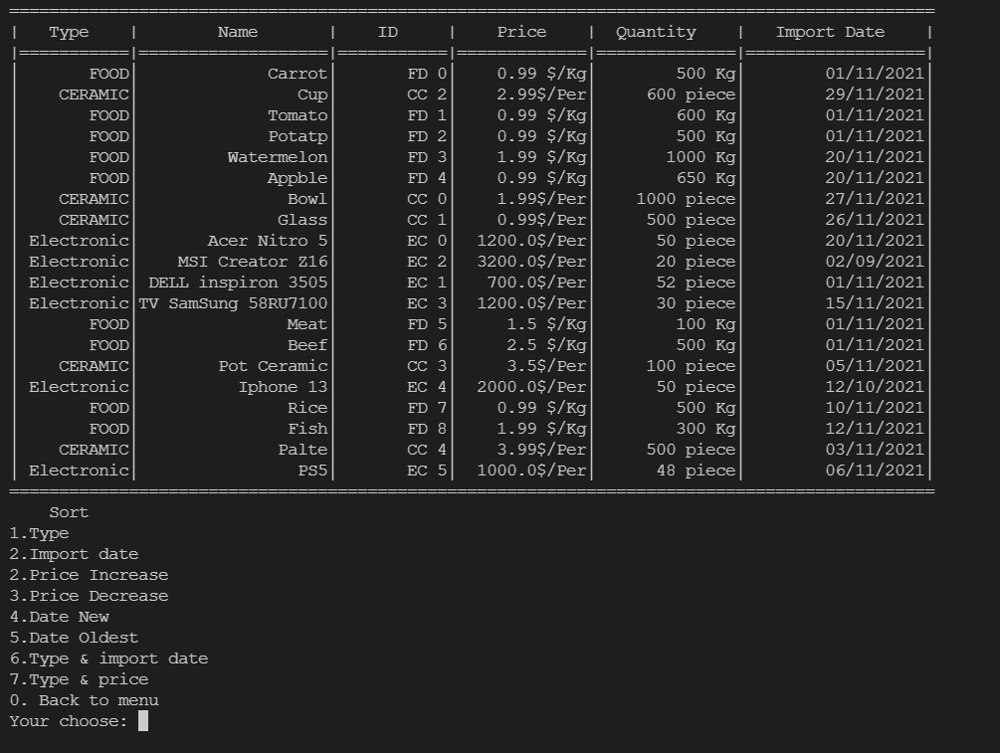 | Type | Name | ID | Price | Quantity | Import Date |
| FOOD| Carrot| FD 0| 0.99 $/Kg| 500 Kg| 01/11/2021|
| CERAMIC| Cup| CC 2| 2.99$/Per| 600 piece| 29/11/2021|
| FOOD| Tomato| FD 1| 0.99 $/Kg| 600 Kg| 01/11/2021|
| FOOD| Potatp| FD 2| 0.99 $/Kg| 500 Kg| 01/11/2021|
| FOOD| Watermelon| FD 3| 1.99 $/Kg| 1000 Kg| 20/11/2021|
| FOOD| Appble| FD 4| 0.99 $/Kg| 650 Kg| 20/11/2021|
| CERAMIC| Bowl| CC 0| 1.99$/Per| 1000 piece| 27/11/2021|
| CERAMIC| Glass| CC 1| 0.99$/Per| 500 piece| 26/11/2021|
| Electronic| Acer Nitro 5| EC 0| 1200.0$/Per| 50 piece| 20/11/2021|
| Electronic| MSI Creator Z16| EC 2| 3200.0$/Per| 20 piece| 02/09/2021|
| Electronic| DELL inspiron 3505| EC 1| 700.0$/Per| 52 piece| 01/11/2021|
| Electronic|TV SamSung 58RU7100| EC 3| 1200.0$/Per| 30 piece| 15/11/2021|
| FOOD| Meat| FD 5| 1.5 $/Kg| 100 Kg| 01/11/2021|
| FOOD| Beef| FD 6| 2.5 $/Kg| 500 Kg| 01/11/2021|
| CERAMIC| Pot Ceramic| CC 3| 3.5$/Per| 100 piece| 05/11/2021|
| Electronic| Iphone 13| EC 4| 2000.0$/Per| 50 piece| 12/10/2021|
| FOOD| Rice| FD 7| 0.99 $/Kg| 500 Kg| 10/11/2021|
| FOOD| Fish| FD 8| 1.99 $/Kg| 300 Kg| 12/11/2021|
| CERAMIC| Palte| CC 4| 3.99$/Per| 500 piece| 03/11/2021|
| Electronic| PS5| EC 5| 1000.0$/Per| 48 piece| 06/11/2021|
Sort
1.Type
2.Import date
2.Price Increase
3.Price Decrease
4.Date New
5.Date Oldest
6.Type & import date
7.Type & price
0. Back to menu
Your choose: